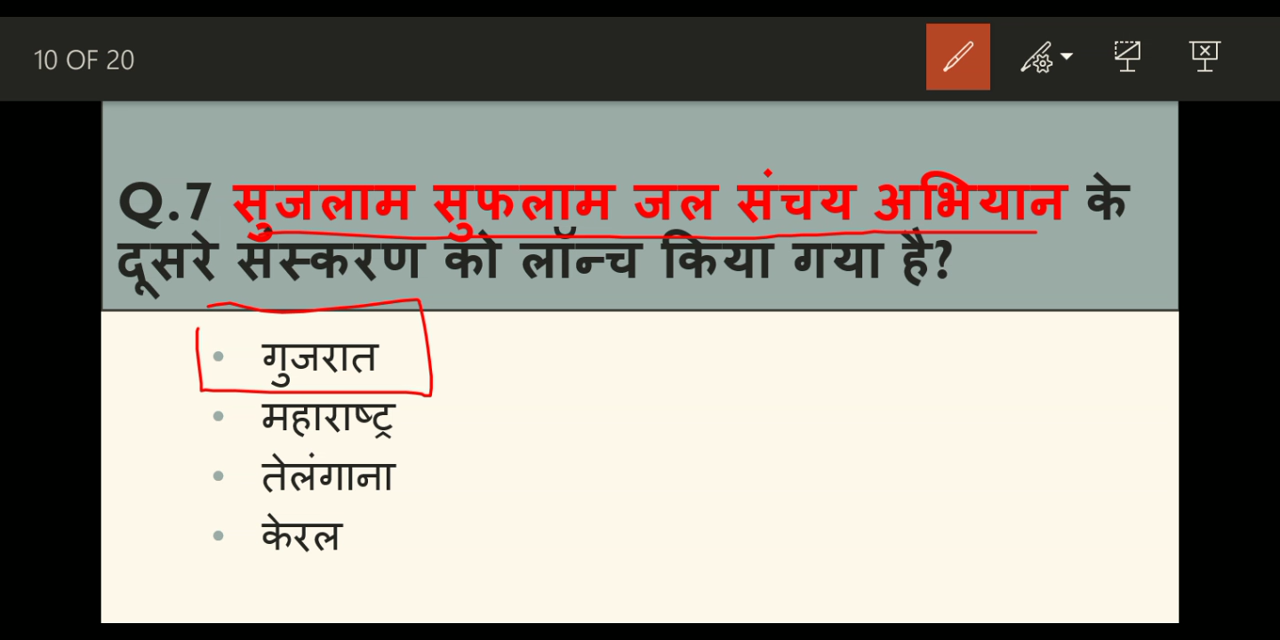 10 OF 20
Q.7 सुजलाम सुफलाम जल संचय अभियान के
दूसरे संस्करण को लॉन्च किया गया है?
• गुजरात
• महाराष्ट्र
• तेलंगाना
• केरल